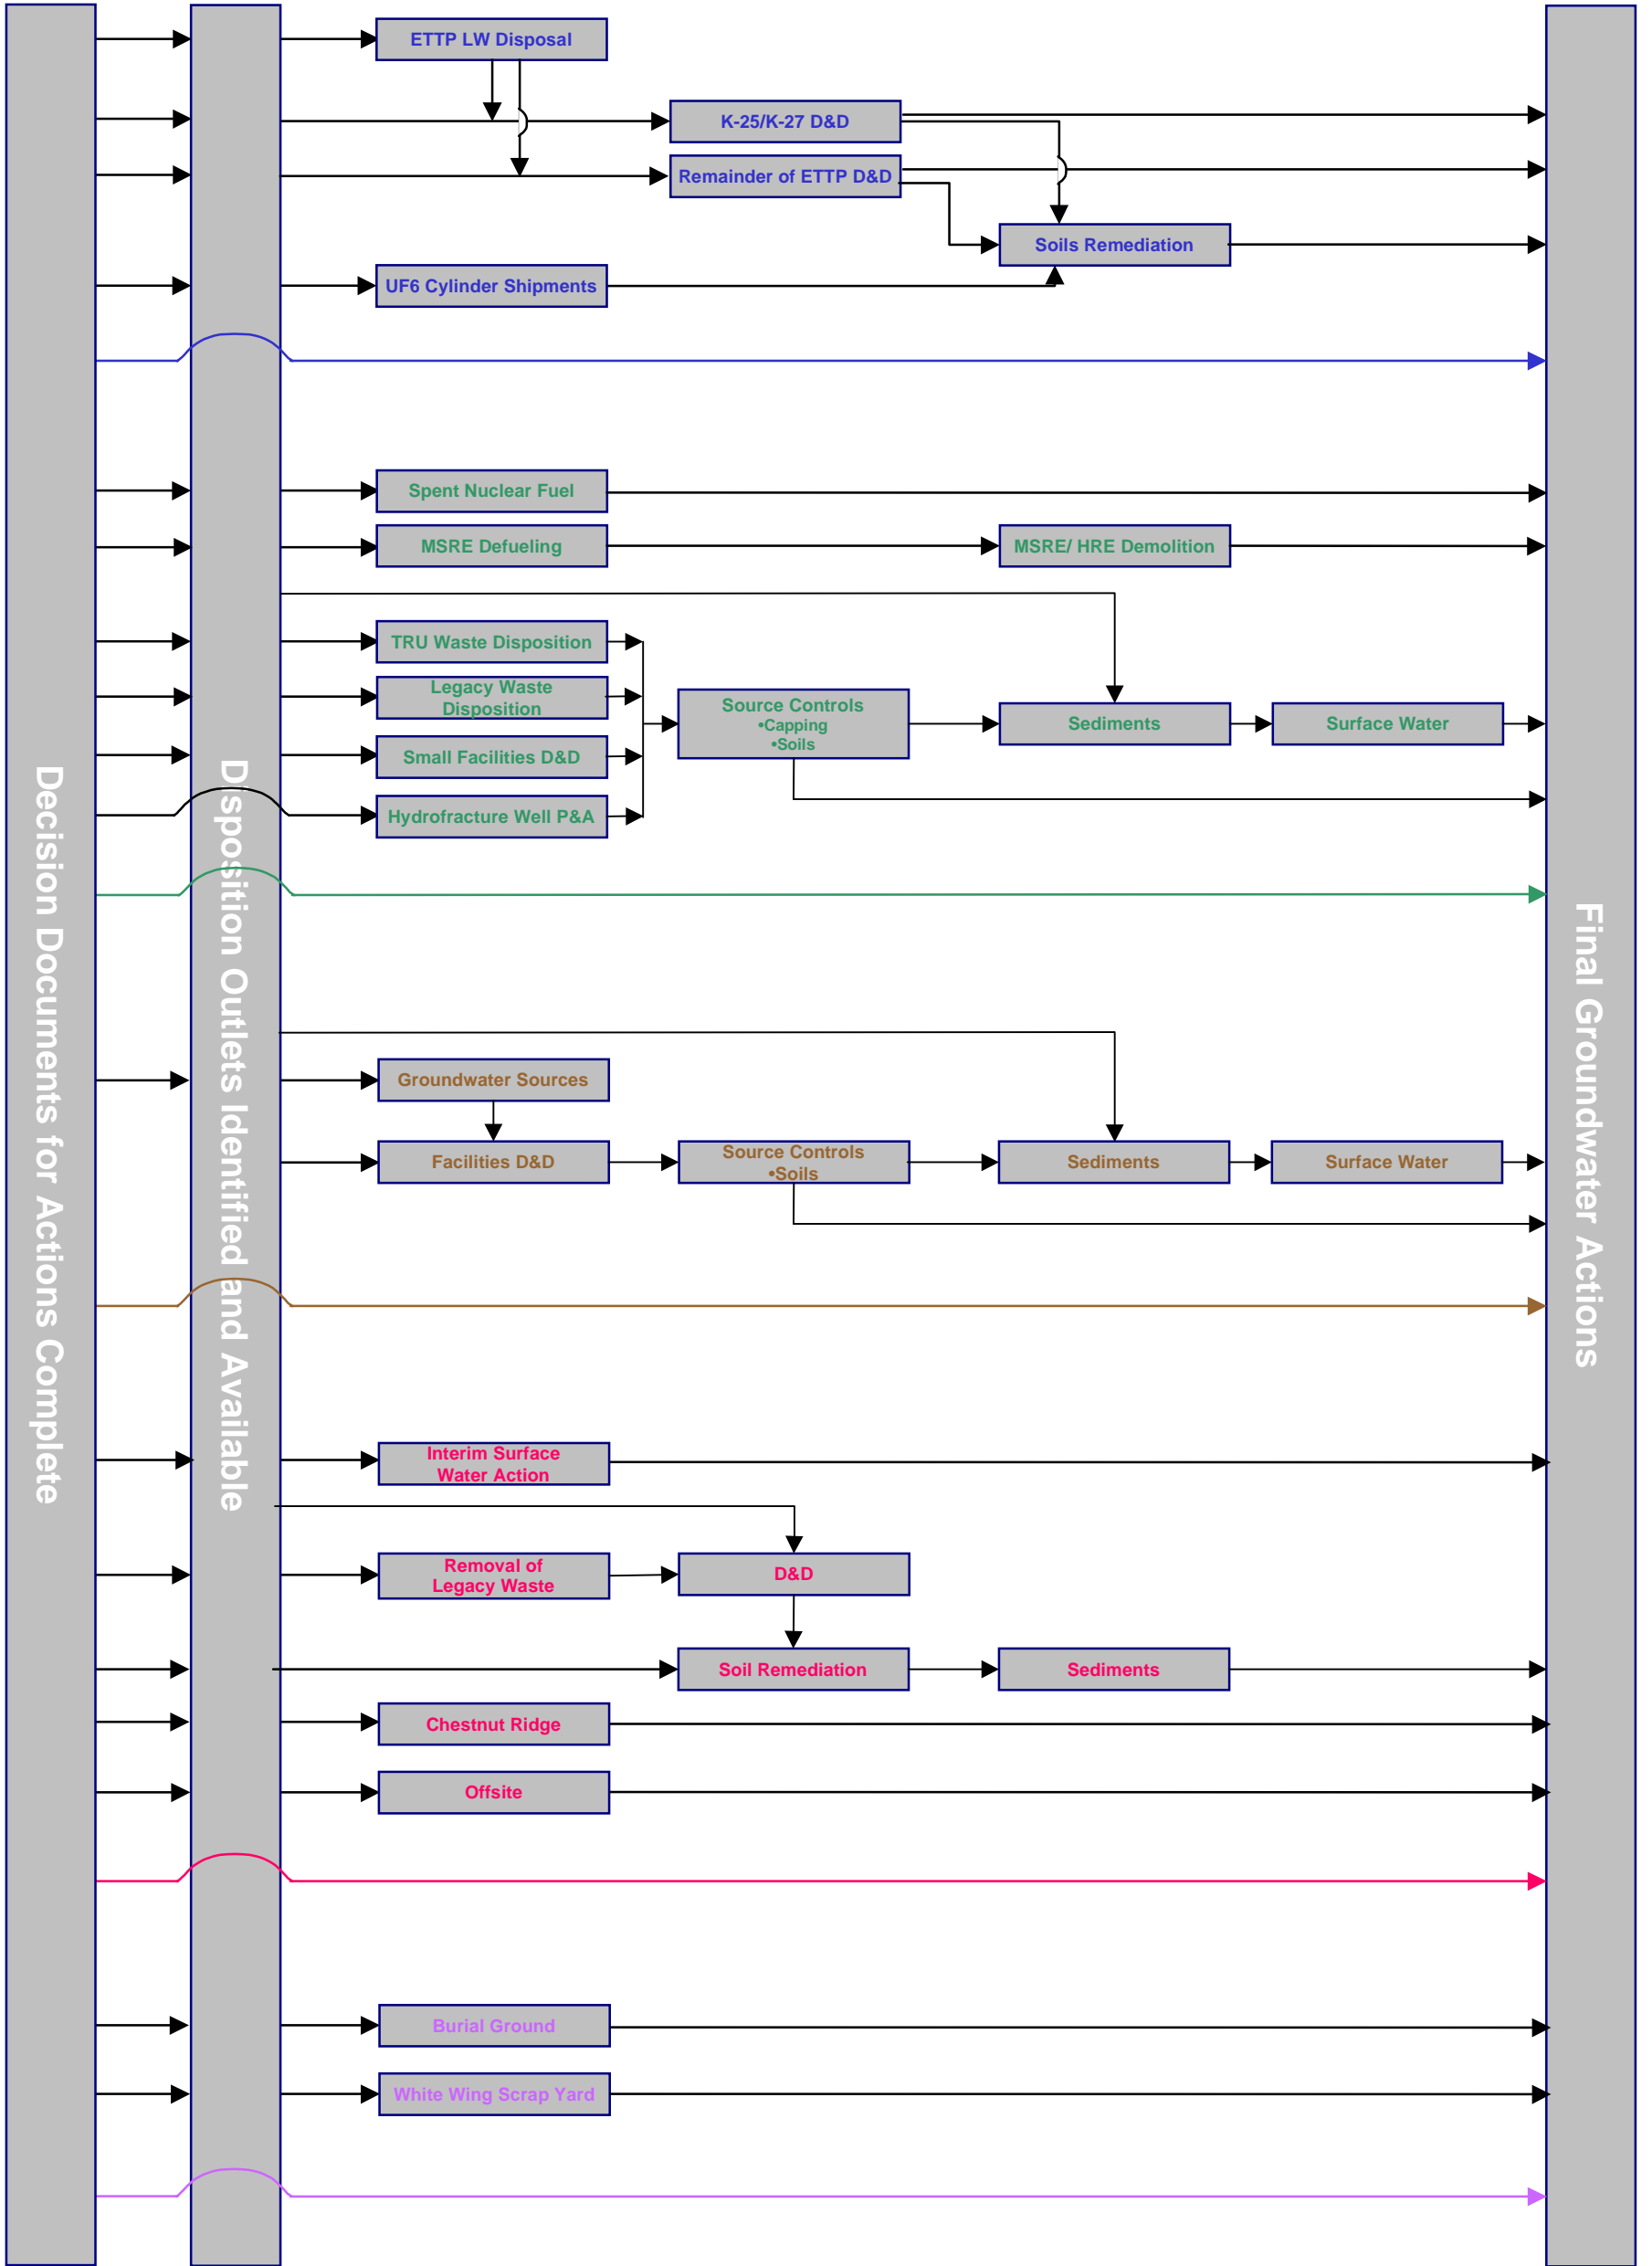 Decision Documents for Actions Complete
Disposition Outlets Identified and Available
ETTP LW Disposal
K-25/K-27 D&D
Remainder of ETTP D&D
Soils Remediation
UF6 Cylinder Shipments
Spent Nuclear Fuel
MSRE Defueling
MSRE/ HRE Demolition
TRU Waste Disposition
Legacy Waste
Disposition
Small Facilities D&D
Hydrofracture Well P&A
Source Controls
•Capping
•Soils
Sediments
Surface Water
Groundwater Sources
Facilities D&D
Source Controls
•Soils
Sediments
Surface Water
Interim Surface
Water Action
Removal of
Legacy Waste
D&D
Soil Remediation
Sediments
Chestnut Ridge
Offsite
Burial Ground
White Wing Scrap Yard
Final Groundwater Actions